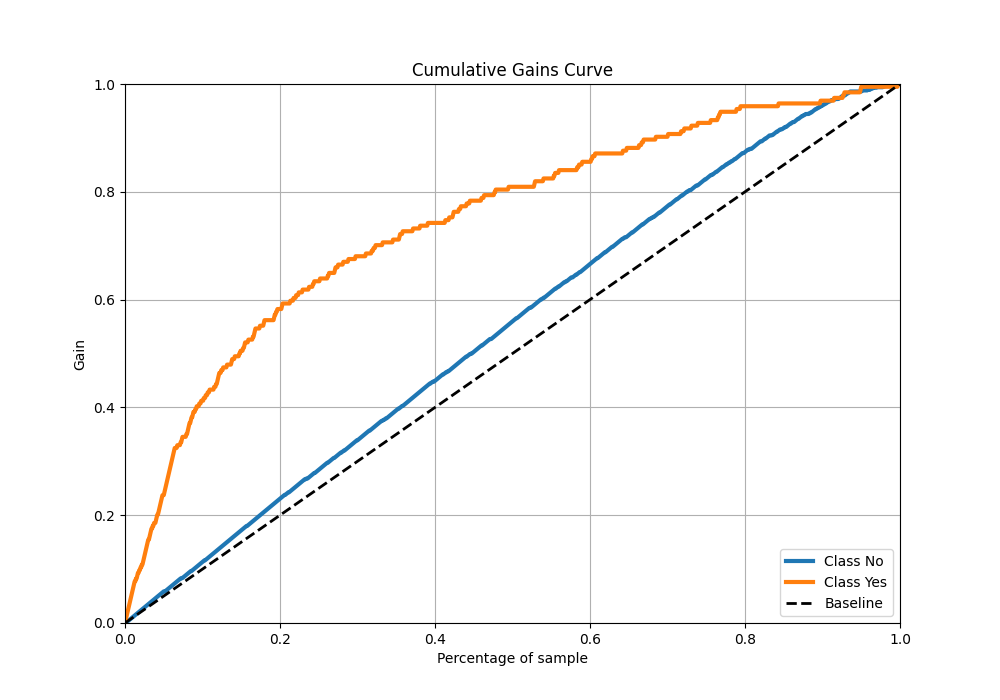 Cumulative Gains Curve
1.0
0.8
0.6
0.4
0.2
0.0
Gain
0.0 0.2 0.4 0.6 0.8 1.0
Percentage of sample
Class No
Class Yes
Baseline